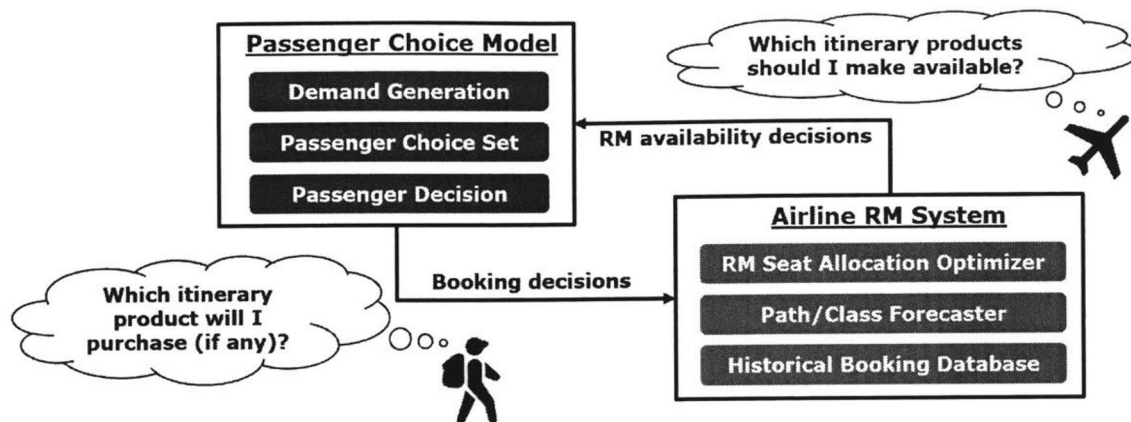 Passenger Choice Model
Demand Generation
Passenger Choice Set
Passenger Decision
Which itinerary products
should I make available?
RM availability decisions
Airline RM System
RM Seat Allocation Optimizer
Path/Class Forecaster
Historical Booking Database
Booking decisions
Which itinerary
product will I
purchase (if any)?